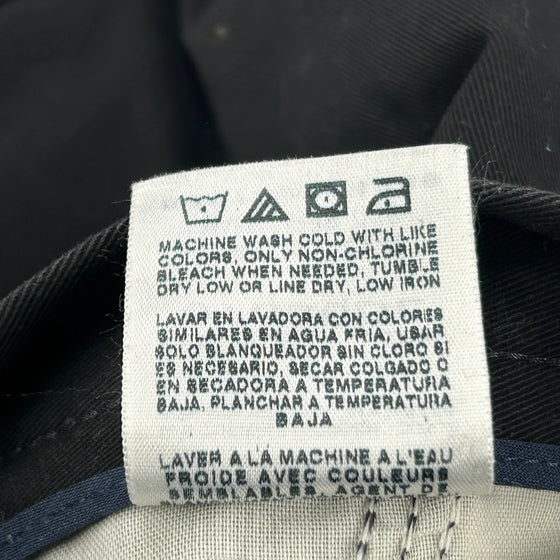 MACHINE WASH COLD WITH LIKE
COLORS, ONLY NON-CHLORINE
BLEACH WHEN NEEDED, TUMBLE
DRY LOW OR LINE DRY, LOW IRON
LAVAR EN LAVADORA CON COLORES
SIMILARES EN AGUA FRIA, USAR
SOLO BLANQUEADOR SIN CLORO SI
ES NECESARIO, SECAR COLGADO O
EN SECADORA A TEMPERATURA
BAJA, PLANCHAR A TEMPERATURA
BAJA
LAVER A LA MACHINE A L'EAU
FROIDE AVEC COULEURS
SEMBLABLES, AGENT DE